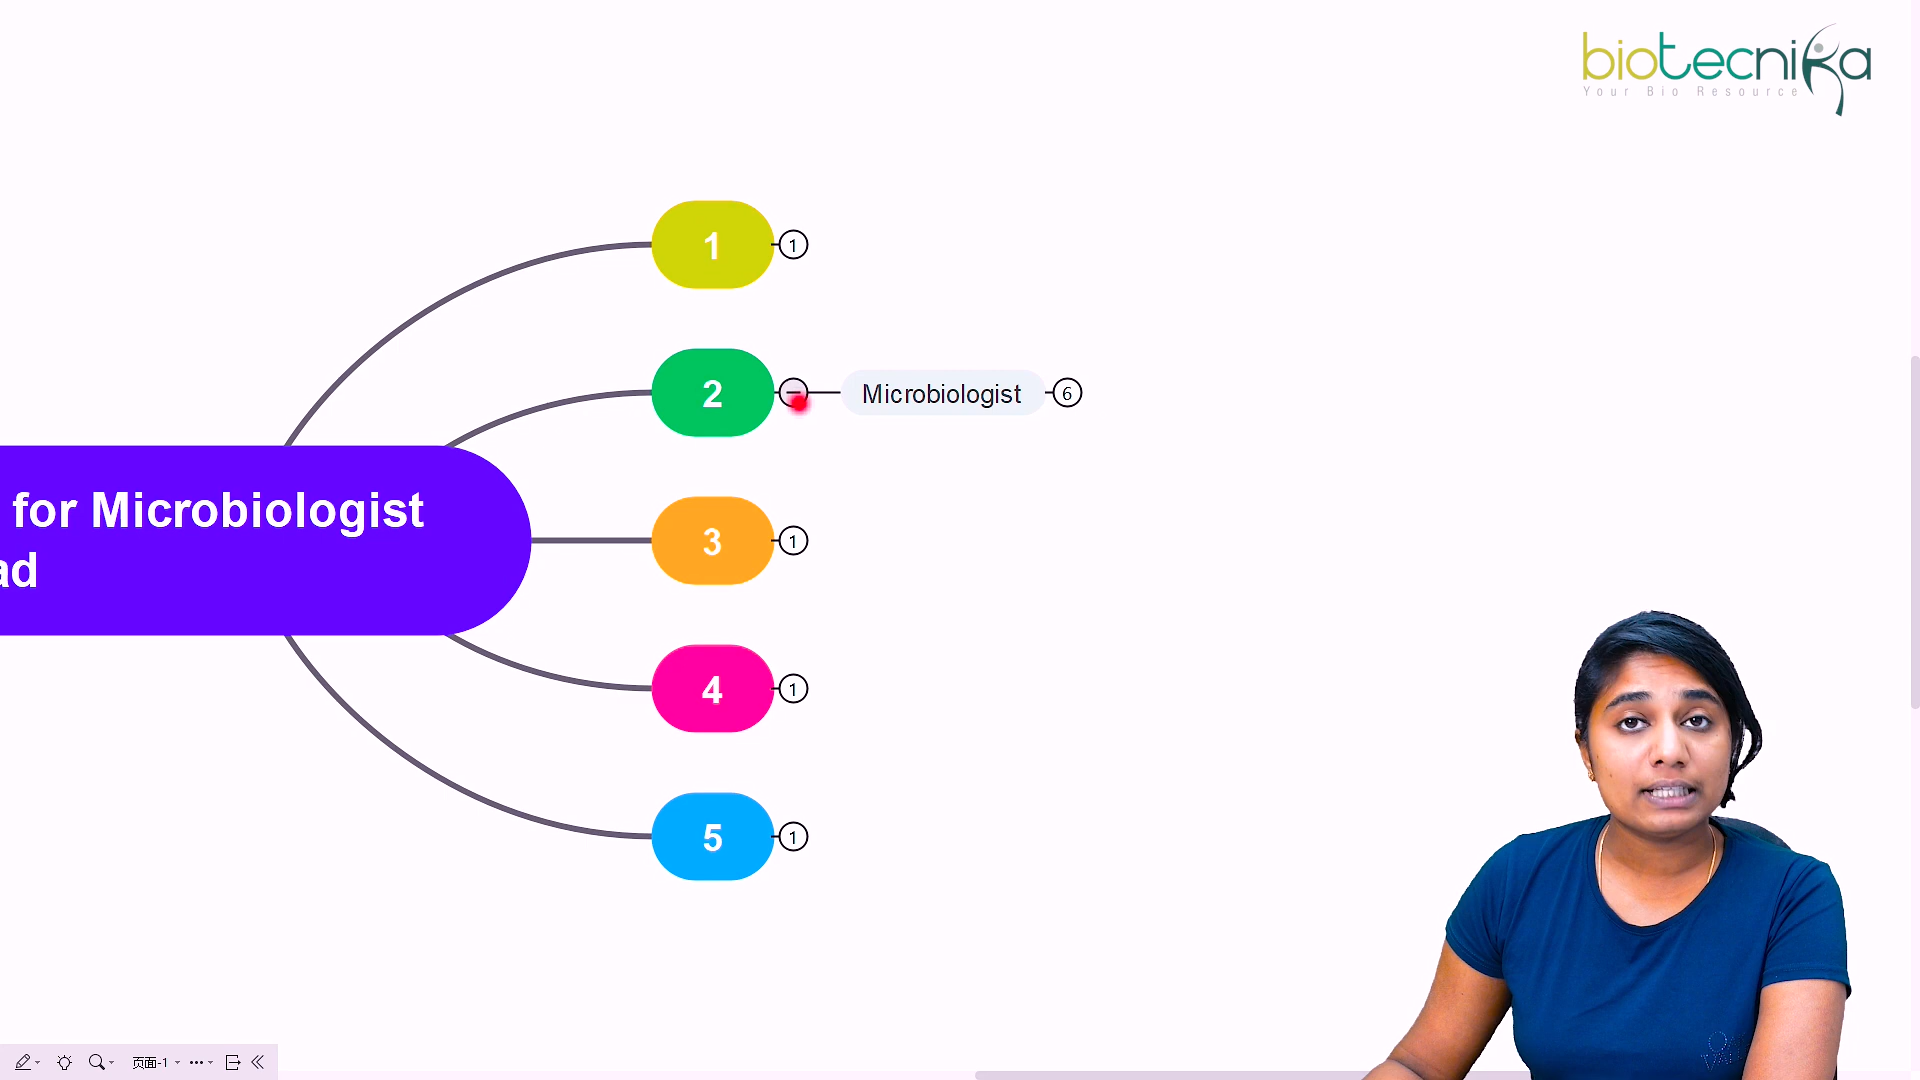 biotecnika
Your Bio Resource
1
1
2
Microbiologist
6
for Microbiologist
ad
3
1
4
1
5
1
页面-1